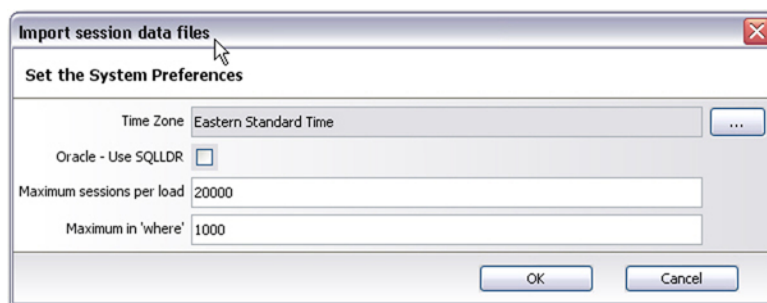 Import session data files
Set the System Preferences
Time Zone Eastern Standard Time ...
Oracle - Use SQLLDR
Maximum sessions per load 20000
Maximum in 'where' 1000
OK Cancel